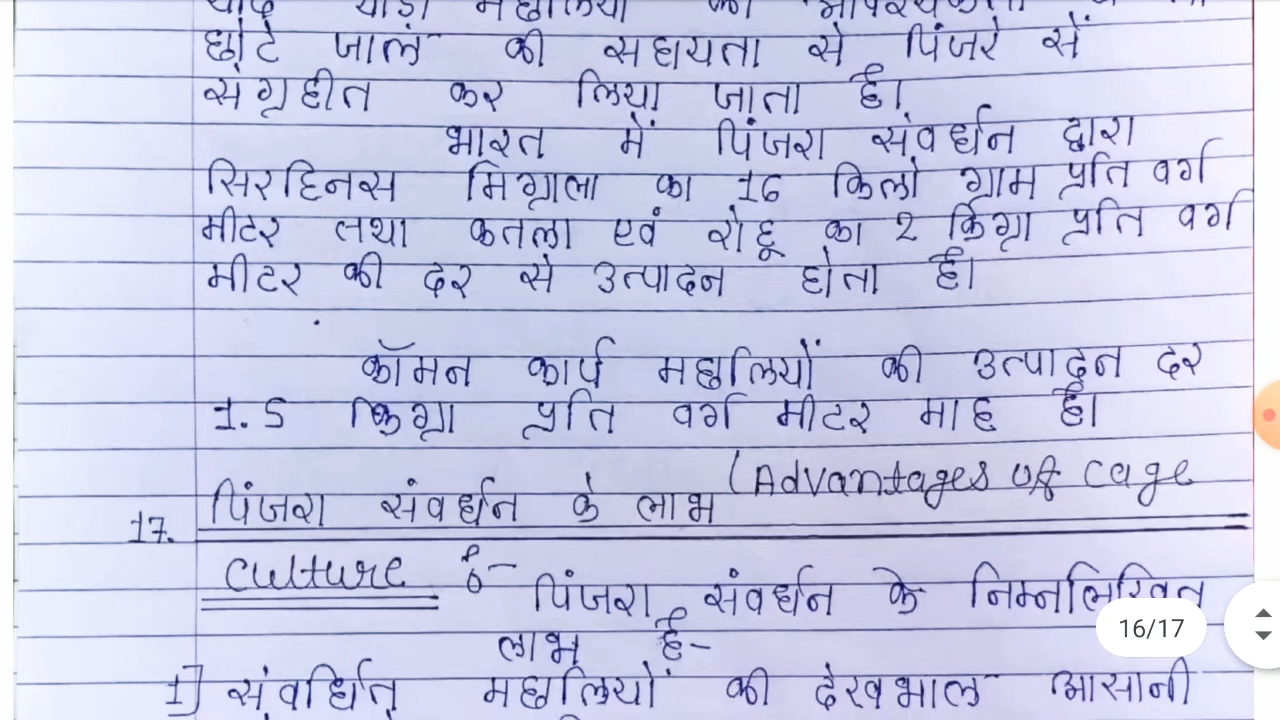 छोटे जाल की सहायता से पिंजरे सें
संग्रहीत कर लिया जाता है।
भारत में पिंजरा संवर्धन द्वारा
सिरहिनस मिग्राला का 16 किलो ग्राम प्रति वर्ग
मीटर तथा कतला एवं रोहू का 2 किग्रा प्रति वर्ग
मीटर की दर से उत्पादन होता है।
कॉमन कार्प मछलियों की उत्पादन दर
1.5 किग्रा प्रति वर्ग मीटर माह है।
17. पिंजरा संवर्धन के लाभ (Advantages of cage
culture :- पिंजरा संवर्धन के निम्नलिखित
लाभ है-
1] संवर्धित मछलियों की देखभाल आसानी
16/17